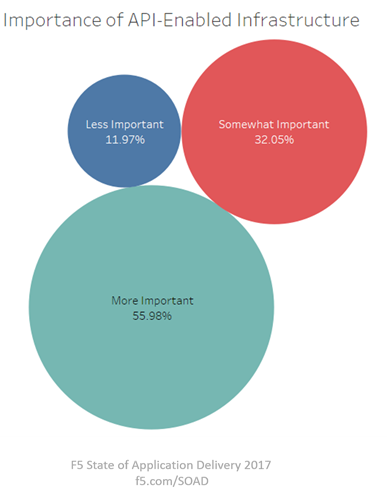 Importance of API-Enabled Infrastructure
Less Important
11.97%
Somewhat Important
32.05%
More Important
55.98%
F5 State of Application Delivery 2017
f5.com/SOAD